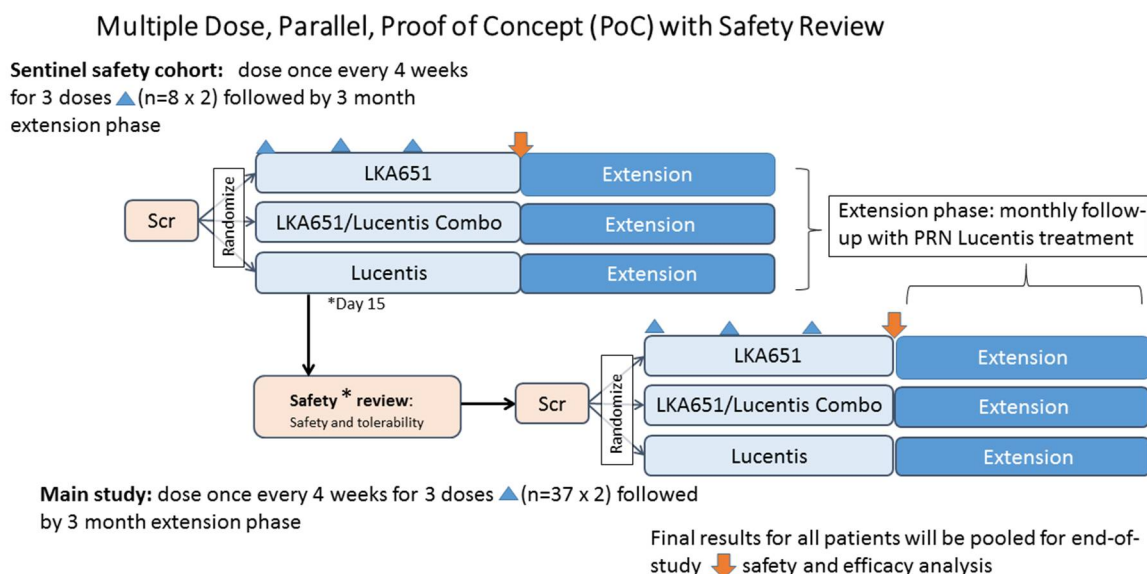 Multiple Dose, Parallel, Proof of Concept (PoC) with Safety Review
Sentinel safety cohort: dose once every 4 weeks
for 3 doses (n=8 x 2) followed by 3 month
extension phase
Scr
Randomize
LKA651
Extension
LKA651/Lucentis Combo
Extension
Lucentis
Extension
*Day 15
Extension phase: monthly follow-
up with PRN Lucentis treatment
Safety * review:
Safety and tolerability
Scr
Randomize
LKA651
Extension
LKA651/Lucentis Combo
Extension
Lucentis
Extension
Main study: dose once every 4 weeks for 3 doses (n=37 x 2) followed
by 3 month extension phase
Final results for all patients will be pooled for end-of-
study safety and efficacy analysis